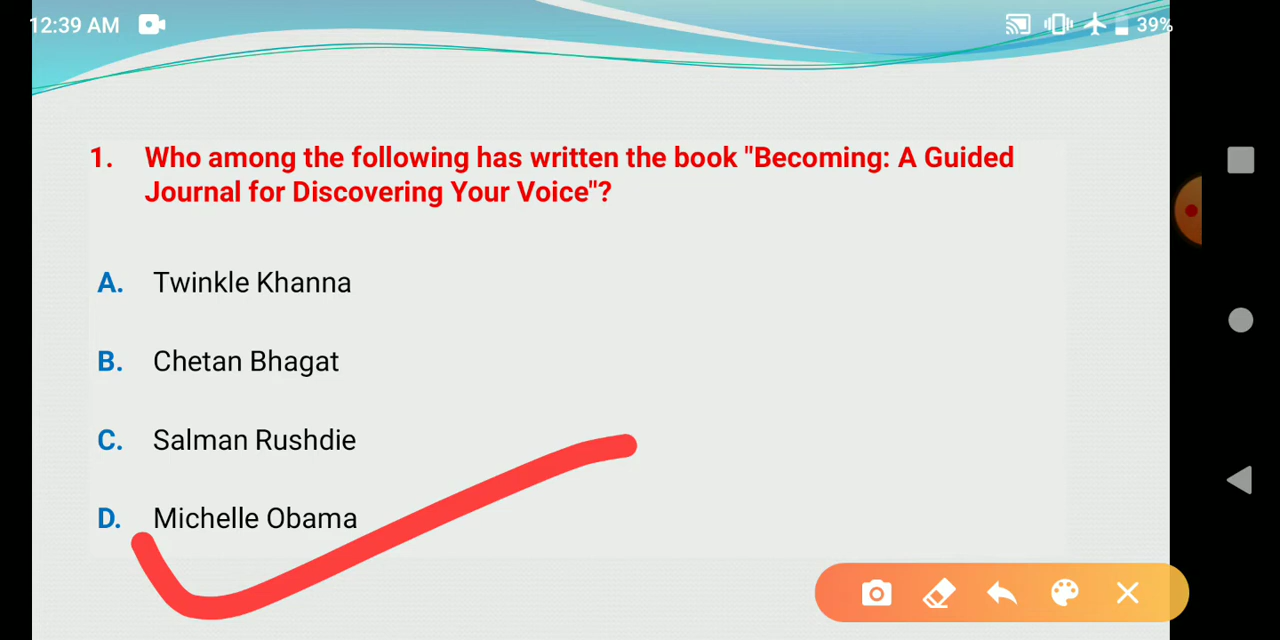 12:39 AM 39%
1. Who among the following has written the book "Becoming: A Guided
Journal for Discovering Your Voice"?
A. Twinkle Khanna
B. Chetan Bhagat
C. Salman Rushdie
D. Michelle Obama